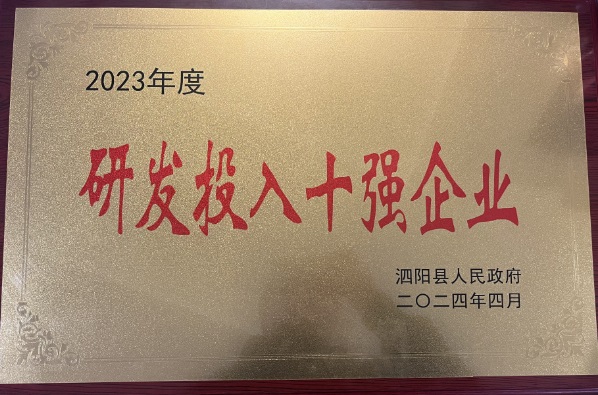 2023年度
研发投入十强企业
泗阳县人民政府
二〇二四年四月